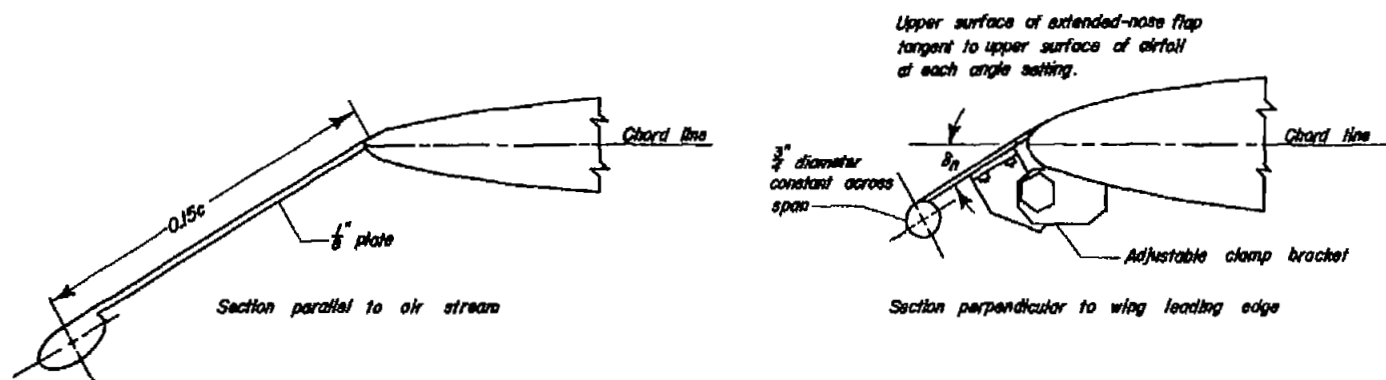 Upper surface of extended-nose flap
tangent to upper surface of airfoil
at each angle setting.
Chord line
0.15c
1/8" plate
Section parallel to air stream
Chord line
δn
3/4" diameter
constant across
span
Adjustable clamp bracket
Section perpendicular to wing leading edge